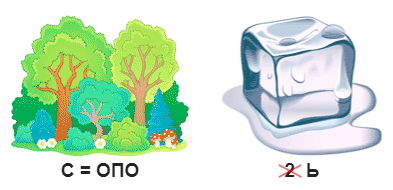 С = ОПО
2 Ь